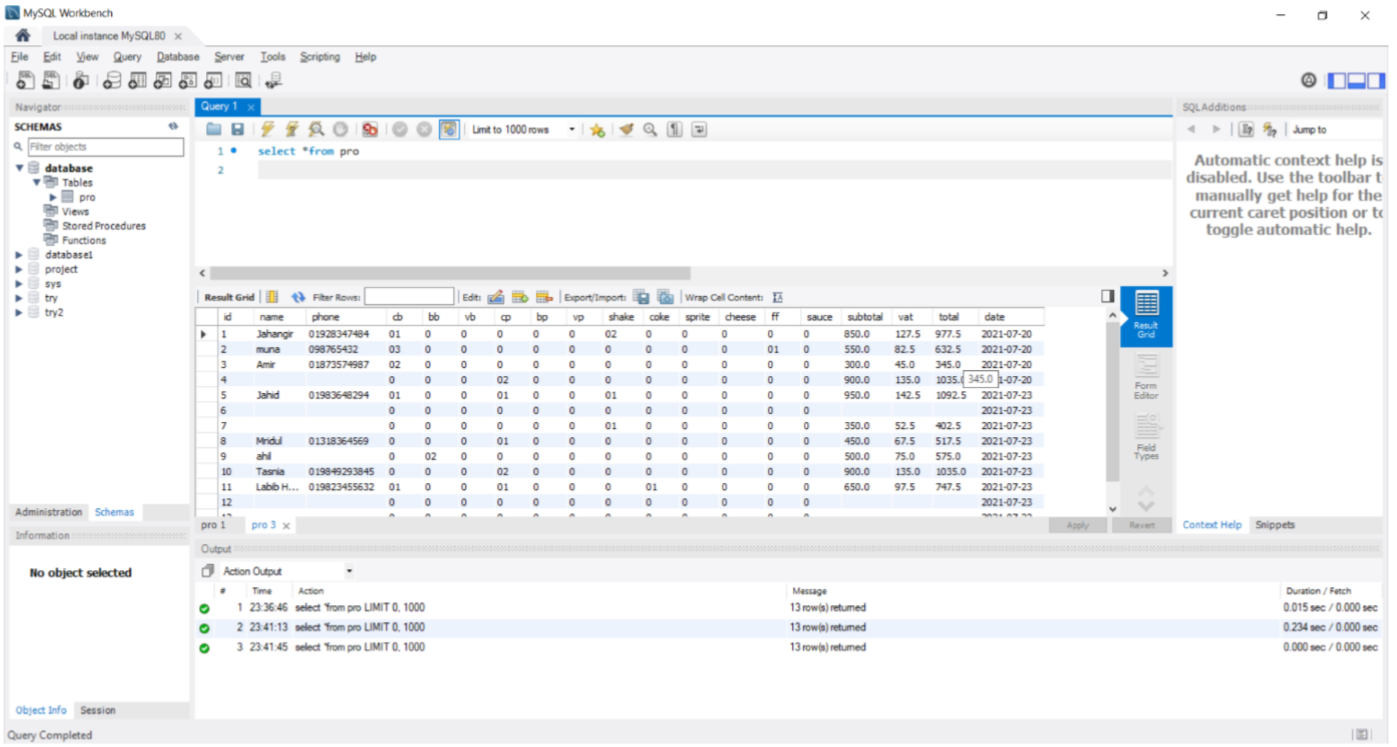 MySQL Workbench
Local instance MySQL80
File Edit View Query Database Server Tools Scripting Help
Navigator
SCHEMAS
Filter objects
database
Tables
pro
Views
Stored Procedures
Functions
database1
project
sys
try
try2
Administration Schemas
Information
No object selected
Object Info Session
Query 1
Limit to 1000 rows
1 select *from pro
2
Result Grid Filter Rows: Edit: Export/Import: Wrap Cell Content:
id name phone cb bb vb cp bp vp shake coke sprite cheese ff sauce subtotal vat total date
1 Jahangir 01928347484 01 0 0 0 0 0 02 0 0 0 0 0 850.0 127.5 977.5 2021-07-20
2 muna 098765432 03 0 0 0 0 0 0 0 0 0 01 0 550.0 82.5 632.5 2021-07-20
3 Amir 01873574987 02 0 0 0 0 0 0 0 0 0 0 0 300.0 45.0 345.0 2021-07-20
4 0 0 0 02 0 0 0 0 0 0 0 0 900.0 135.0 1035.0 345.0 1-07-20
5 Jahid 01983648294 01 0 0 01 0 0 01 0 0 0 0 0 950.0 142.5 1092.5 2021-07-23
6 0 0 0 0 0 0 0 0 0 0 0 0 2021-07-23
7 0 0 0 0 0 0 01 0 0 0 0 0 350.0 52.5 402.5 2021-07-23
8 Mridul 01318364569 0 0 0 01 0 0 0 0 0 0 0 0 450.0 67.5 517.5 2021-07-23
9 ahil 0 02 0 0 0 0 0 0 0 0 0 0 500.0 75.0 575.0 2021-07-23
10 Tasnia 019849293845 0 0 0 02 0 0 0 0 0 0 0 0 900.0 135.0 1035.0 2021-07-23
11 Labib H... 019823455632 01 0 0 01 0 0 0 01 0 0 0 0 650.0 97.5 747.5 2021-07-23
12 0 0 0 0 0 0 0 0 0 0 0 0 2021-07-23
Result
Grid
Form
Editor
Field
Types
pro 1 pro 3 Apply Revert
Output
Action Output
# Time Action Message Duration / Fetch
1 23:36:46 select *from pro LIMIT 0, 1000 13 row(s) returned 0.015 sec / 0.000 sec
2 23:41:13 select *from pro LIMIT 0, 1000 13 row(s) returned 0.234 sec / 0.000 sec
3 23:41:45 select *from pro LIMIT 0, 1000 13 row(s) returned 0.000 sec / 0.000 sec
SQLAdditions
Jump to
Automatic context help is
disabled. Use the toolbar t
manually get help for the
current caret position or to
toggle automatic help.
Context Help Snippets
Query Completed